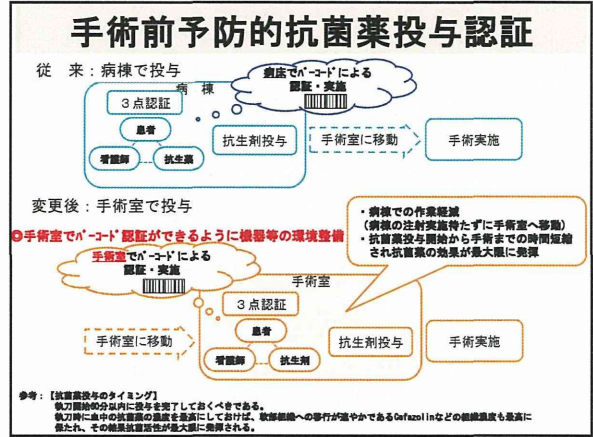 手術前予防的抗菌薬投与認証
従　来：病棟で投与
病床でバーコードによる
認証・実施
病　棟
３点認証
患者
看護師
抗生薬
抗生剤投与
手術室に移動
手術実施
変更後：手術室で投与
◎手術室でバーコード認証ができるように機器等の環境整備
・病棟での作業軽減
（病棟の注射実施待たずに手術室へ移動）
・抗菌薬投与開始から手術までの時間短縮
され抗菌薬の効果が最大限に発揮
手術室でバーコードによる
認証・実施
手術室
３点認証
患者
看護師
抗生剤
手術室に移動
抗生剤投与
手術実施
参考：【抗菌薬投与のタイミング】
執刀開始60分以内に投与を完了しておくべきである。
執刀時に血中の抗菌薬の濃度を最高にしておけば、軟部組織への移行が速やかであるCefazolinなどの組織濃度も最高に
保たれ、その結果抗菌活性が最大限に発揮される。